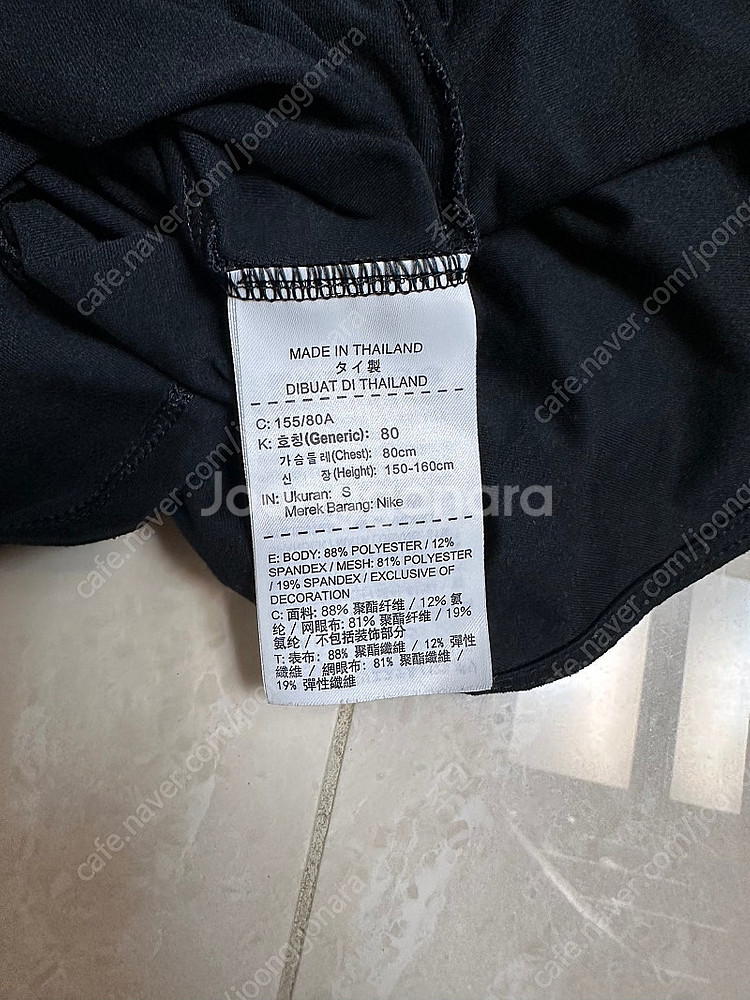 MADE IN THAILAND
タイ製
DIBUAT DI THAILAND
C: 155/80A
K: 호칭(Generic): 80
가슴둘레(Chest): 80cm
신 장(Height): 150-160cm
IN: Ukuran: S
Merek Barang: Nike
Joonggonara
E: BODY: 88% POLYESTER / 12%
SPANDEX / MESH: 81% POLYESTER
/ 19% SPANDEX / EXCLUSIVE OF
DECORATION
C: 面料: 88% 聚酯纤维 / 12% 氨
纶 / 网眼布: 81% 聚酯纤维 / 19%
氨纶 / 不包括装饰部分
T: 表布: 88% 聚酯纖維 / 12% 彈性
纖維 / 網眼布: 81% 聚酯纖維 /
19% 彈性纖維
cafe.naver.com/joonggonara
cafe.naver.com/joonggonara
cafe.naver.com/joonggonara
cafe.naver.com/joonggonara